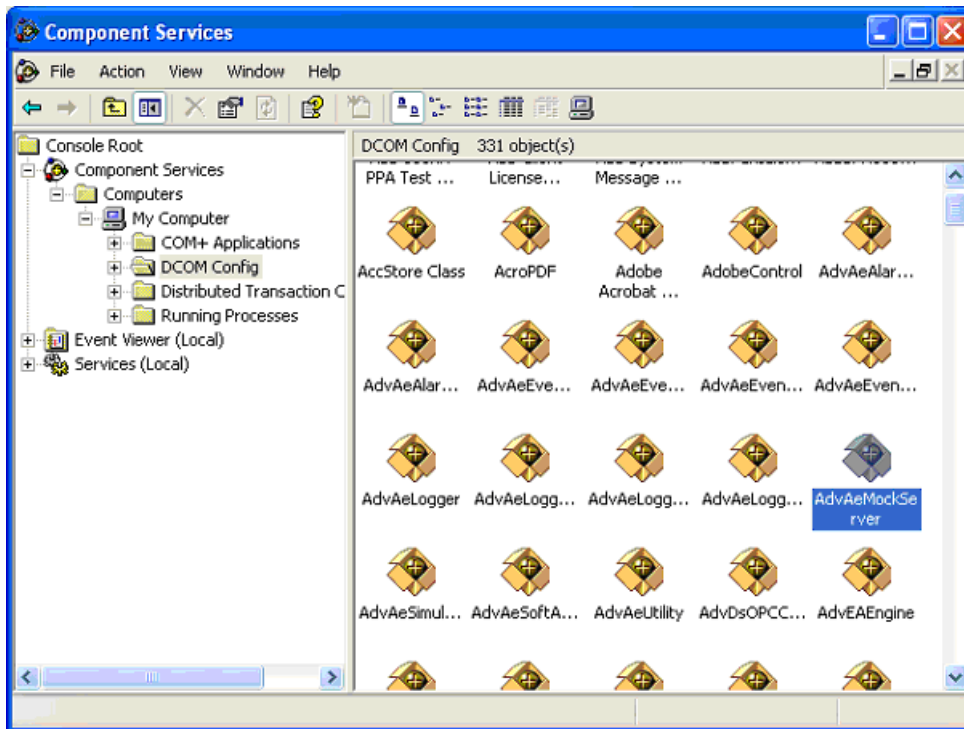 Component Services
File Action View Window Help
Console Root
Component Services
Computers
My Computer
COM+ Applications
DCOM Config
Distributed Transaction C
Running Processes
Event Viewer (Local)
Services (Local)
DCOM Config 331 object(s)
PPA Test ... License... Message ...
AccStore Class AcroPDF Adobe AdobeControl AdvAeAlar...
Acrobat ...
AdvAeAlar... AdvAeEve... AdvAeEve... AdvAeEven... AdvAeEven...
AdvAeLogger AdvAeLogg... AdvAeLogg... AdvAeLogg... AdvAeMockSe
rver
AdvAeSimul... AdvAeSoftA... AdvAeUtility AdvDsOPCC... AdvEAEngine